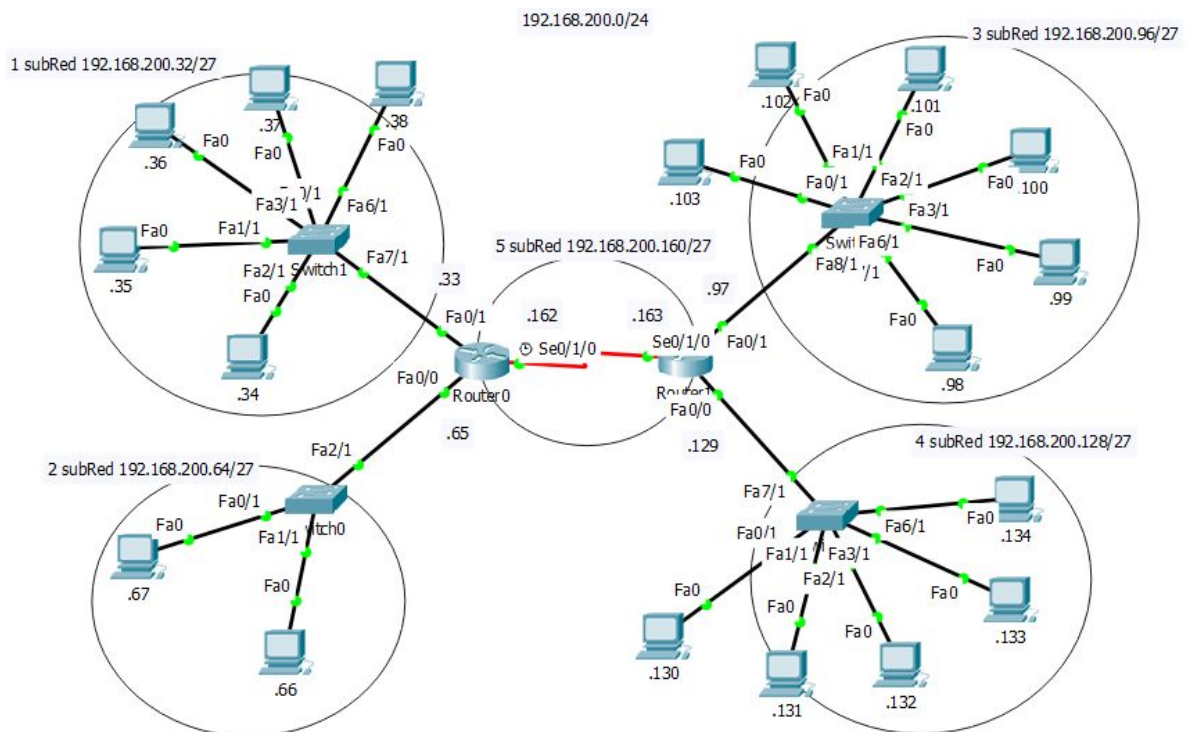 192.168.200.0/24
1 subRed 192.168.200.32/27
.36
Fa0
.37
Fa0
.38
Fa0
Fa3/1
Fa6/1
.35
Fa0
Fa1/1
Switch1
Fa2/1
Fa0
.34
Fa7/1
.33
Fa0/1
3 subRed 192.168.200.96/27
.102
Fa0
.101
Fa0
.103
Fa0
Fa1/1
Fa0/1
Fa2/1
Fa0
.100
Fa3/1
Fa6/1
Fa8/1
Fa0
.99
Fa0
.98
.97
Fa0/1
5 subRed 192.168.200.160/27
.162
.163
Se0/1/0
Se0/1/0
Router0
Fa0/0
.65
Fa0/0
.129
2 subRed 192.168.200.64/27
Fa2/1
Fa0/1
Fa0
Fa1/1
.67
Fa0
.66
4 subRed 192.168.200.128/27
Fa7/1
Fa0/1
Fa1/1
Fa3/1
Fa2/1
Fa6/1
Fa0
.134
Fa0
.133
Fa0
.132
Fa0
.131
Fa0
.130